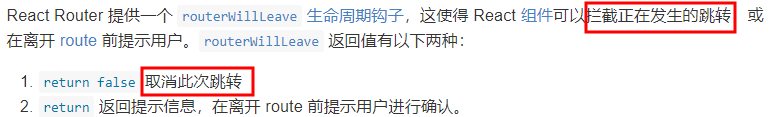 React Router 提供一个 routerWillLeave 生命周期钩子，这使得 React 组件可以拦截正在发生的跳转，或
在离开 route 前提示用户。routerWillLeave 返回值有以下两种：
1. return false 取消此次跳转
2. return 返回提示信息，在离开 route 前提示用户进行确认。